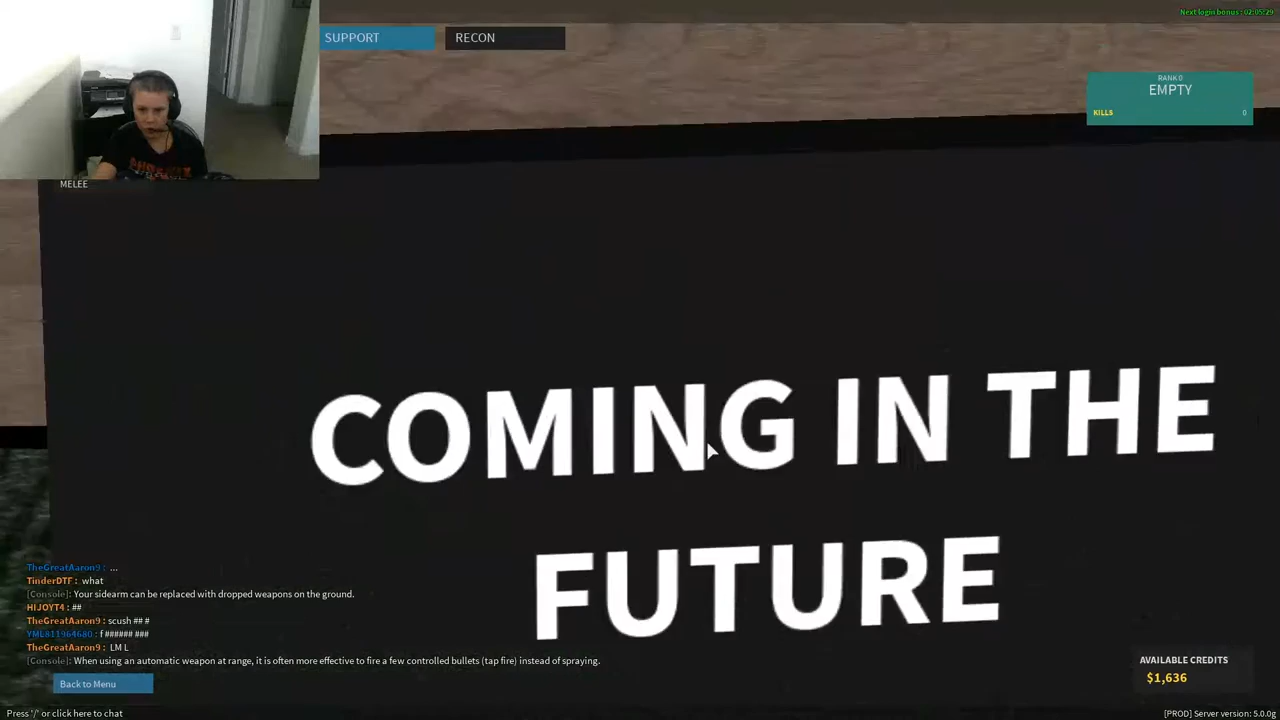 Next login bonus : 02:05:29
SUPPORT
RECON
RANK 0
EMPTY
KILLS 0
MELEE
COMING IN THE
FUTURE
TheGreatAaron9 : ...
TinderDTF : what
[Console]: Your sidearm can be replaced with dropped weapons on the ground.
HIJOYT4 : ##
TheGreatAaron9 : scush ## #
YML811964680 : f ###### ###
TheGreatAaron9 : LM L
[Console]: When using an automatic weapon at range, it is often more effective to fire a few controlled bullets (tap fire) instead of spraying.
Back to Menu
AVAILABLE CREDITS
$1,636
Press '/' or click here to chat
[PROD] Server version: 5.0.0g